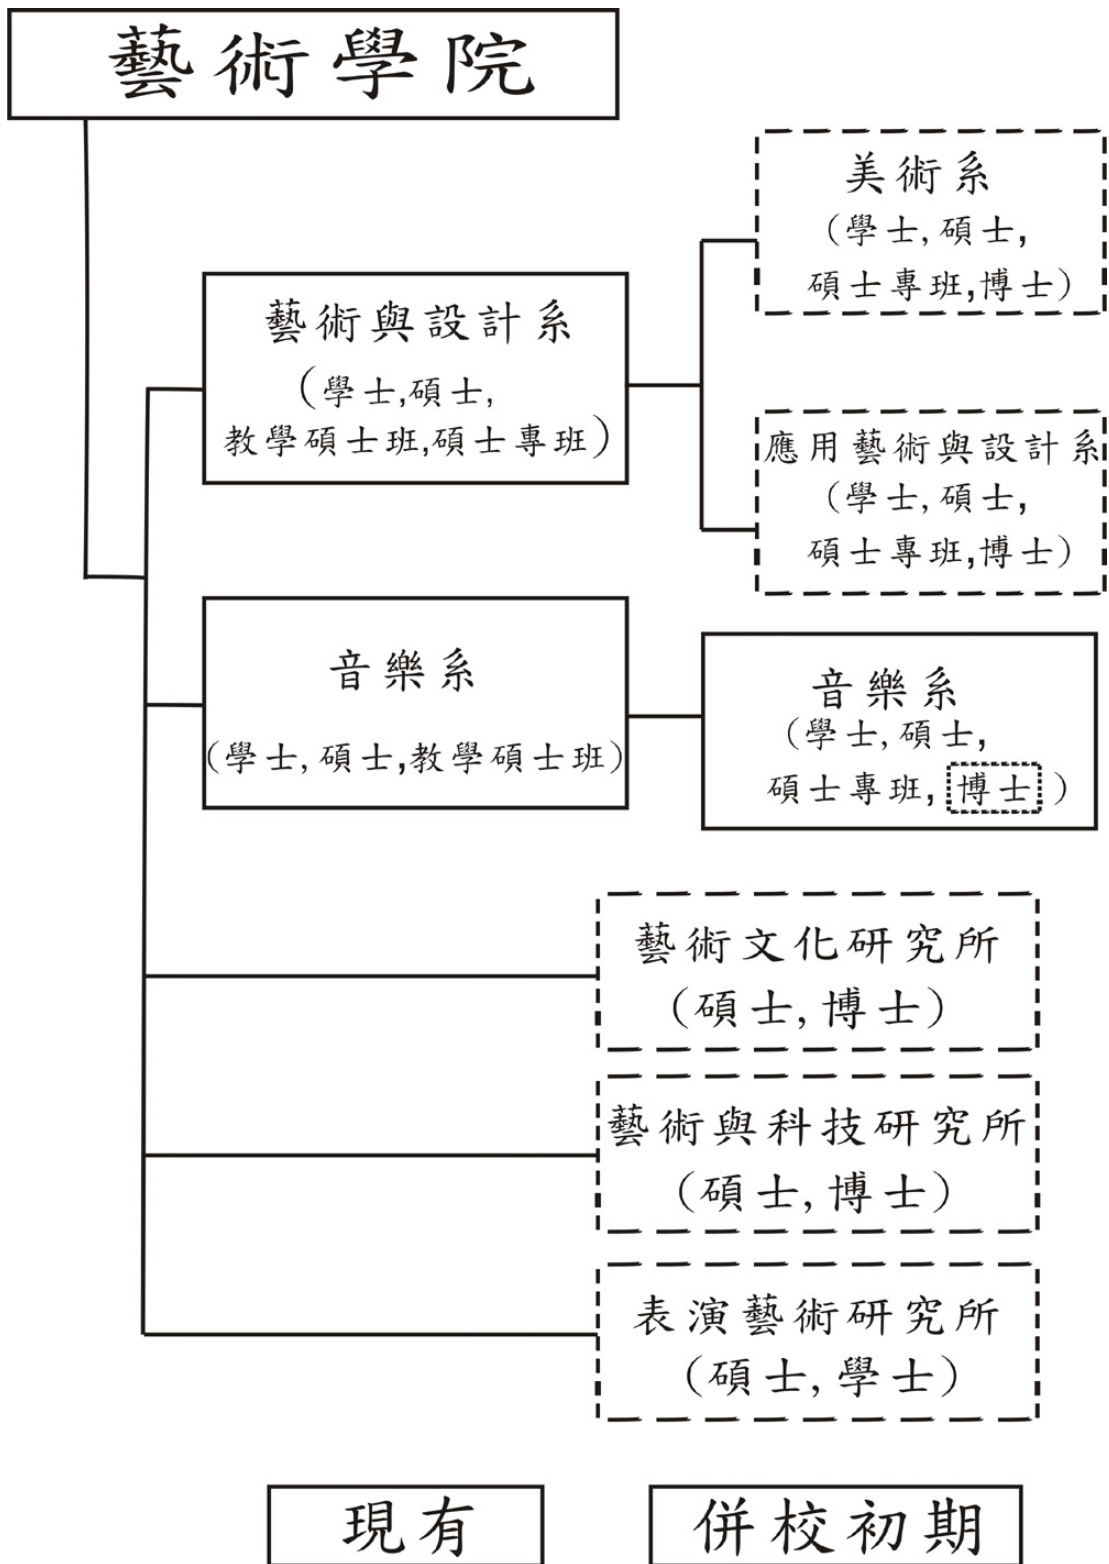 藝術學院
美術系
(學士,碩士,
碩士專班,博士)
藝術與設計系
(學士,碩士,
教學碩士班,碩士專班)
應用藝術與設計系
(學士,碩士,
碩士專班,博士)
音樂系
(學士,碩士,教學碩士班)
音樂系
(學士,碩士,
碩士專班,博士)
藝術文化研究所
(碩士,博士)
藝術與科技研究所
(碩士,博士)
表演藝術研究所
(碩士,學士)
現有
併校初期